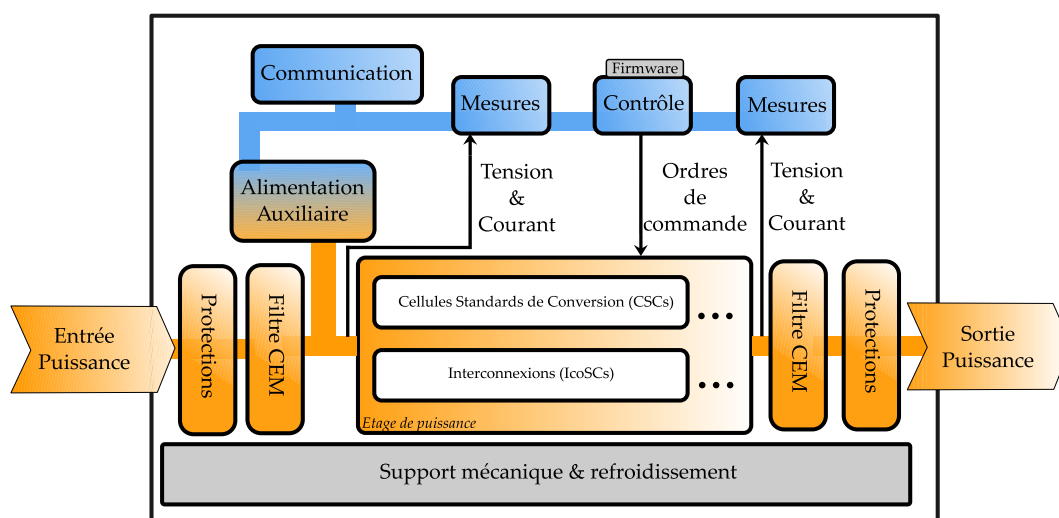 Communication
Firmware
Mesures
Contrôle
Mesures
Alimentation
Auxiliaire
Tension
&
Courant
Ordres
de
commande
Tension
&
Courant
Entrée
Puissance
Protections
Filtre CEM
Cellules Standards de Conversion (CSCs)
...
Interconnexions (IcoSCs)
...
Etage de puissance
Filtre CEM
Protections
Sortie
Puissance
Support mécanique & refroidissement